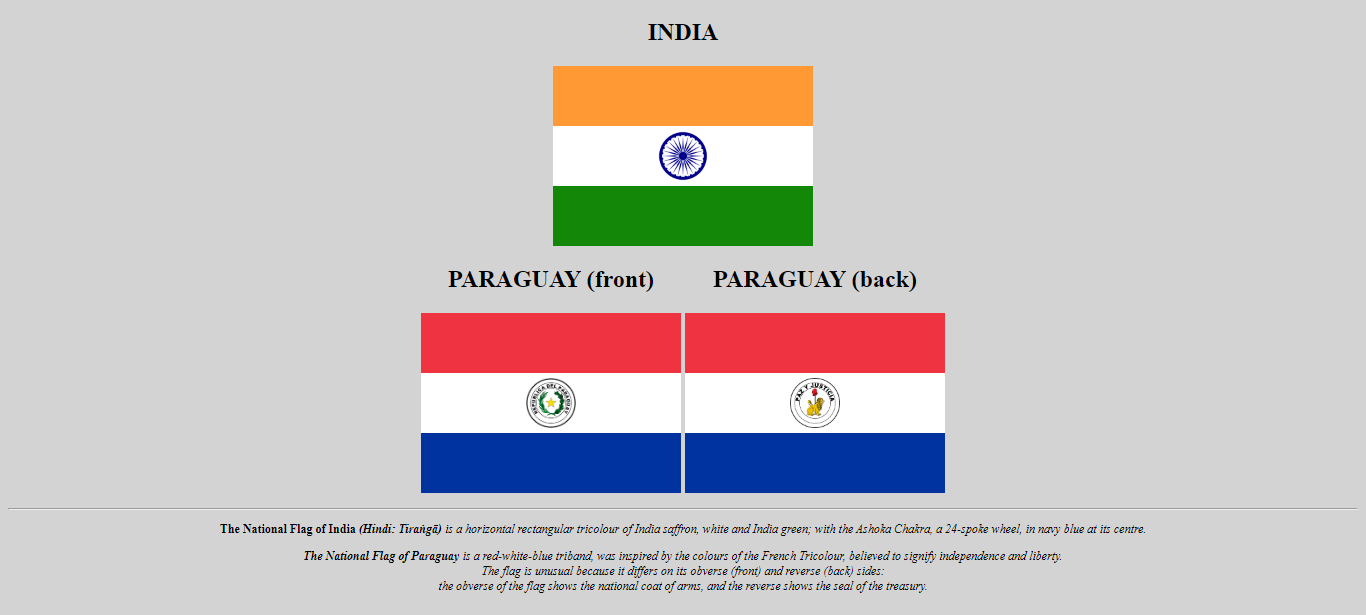 INDIA
PARAGUAY (front) PARAGUAY (back)
REPUBLICA DEL PARAGUAY
PAZ Y JUSTICIA
The National Flag of India (Hindi: Tiraṅgā) is a horizontal rectangular tricolour of India saffron, white and India green; with the Ashoka Chakra, a 24-spoke wheel, in navy blue at its centre.
The National Flag of Paraguay is a red-white-blue triband, was inspired by the colours of the French Tricolour, believed to signify independence and liberty.
The flag is unusual because it differs on its obverse (front) and reverse (back) sides:
the obverse of the flag shows the national coat of arms, and the reverse shows the seal of the treasury.